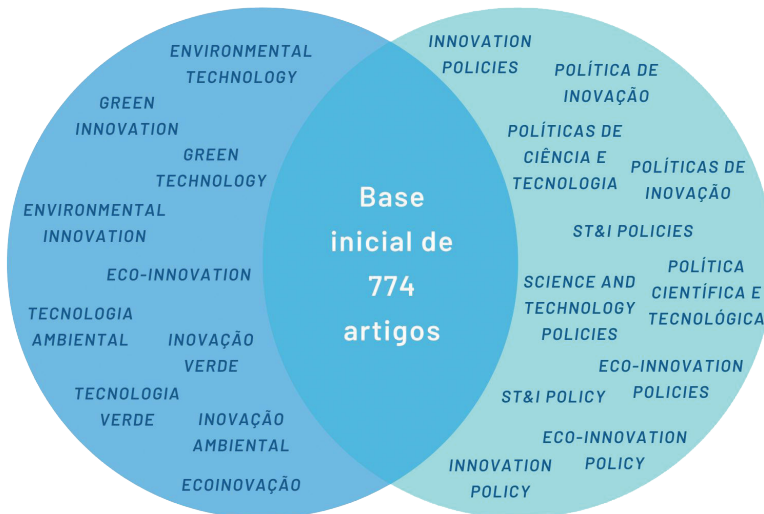 ENVIRONMENTAL
TECHNOLOGY
GREEN
INNOVATION
GREEN
TECHNOLOGY
ENVIRONMENTAL
INNOVATION
ECO-INNOVATION
TECNOLOGIA
AMBIENTAL
INOVAÇÃO
VERDE
TECNOLOGIA
VERDE
INOVAÇÃO
AMBIENTAL
ECOINOVAÇÃO
Base
inicial de
774
artigos
INNOVATION
POLICIES
POLÍTICA DE
INOVAÇÃO
POLÍTICAS DE
CIÊNCIA E
TECNOLOGIA
POLÍTICAS DE
INOVAÇÃO
ST&I POLICIES
POLÍTICA
CIENTÍFICA E
TECNOLÓGICA
SCIENCE AND
TECHNOLOGY
POLICIES
ECO-INNOVATION
POLICIES
ST&I POLICY
ECO-INNOVATION
POLICY
INNOVATION
POLICY